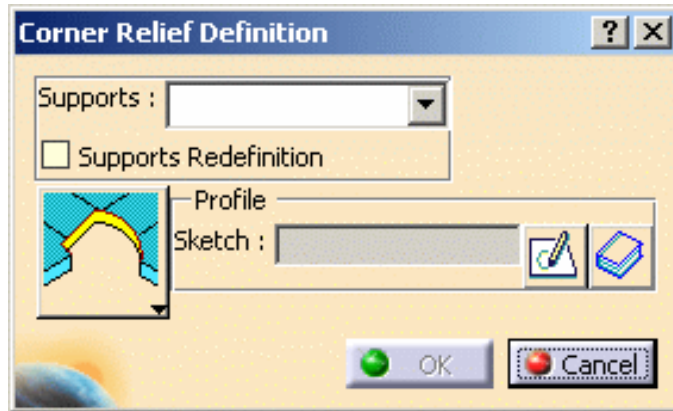 Corner Relief Definition ? X
Supports :
Supports Redefinition
Profile
Sketch :
OK Cancel